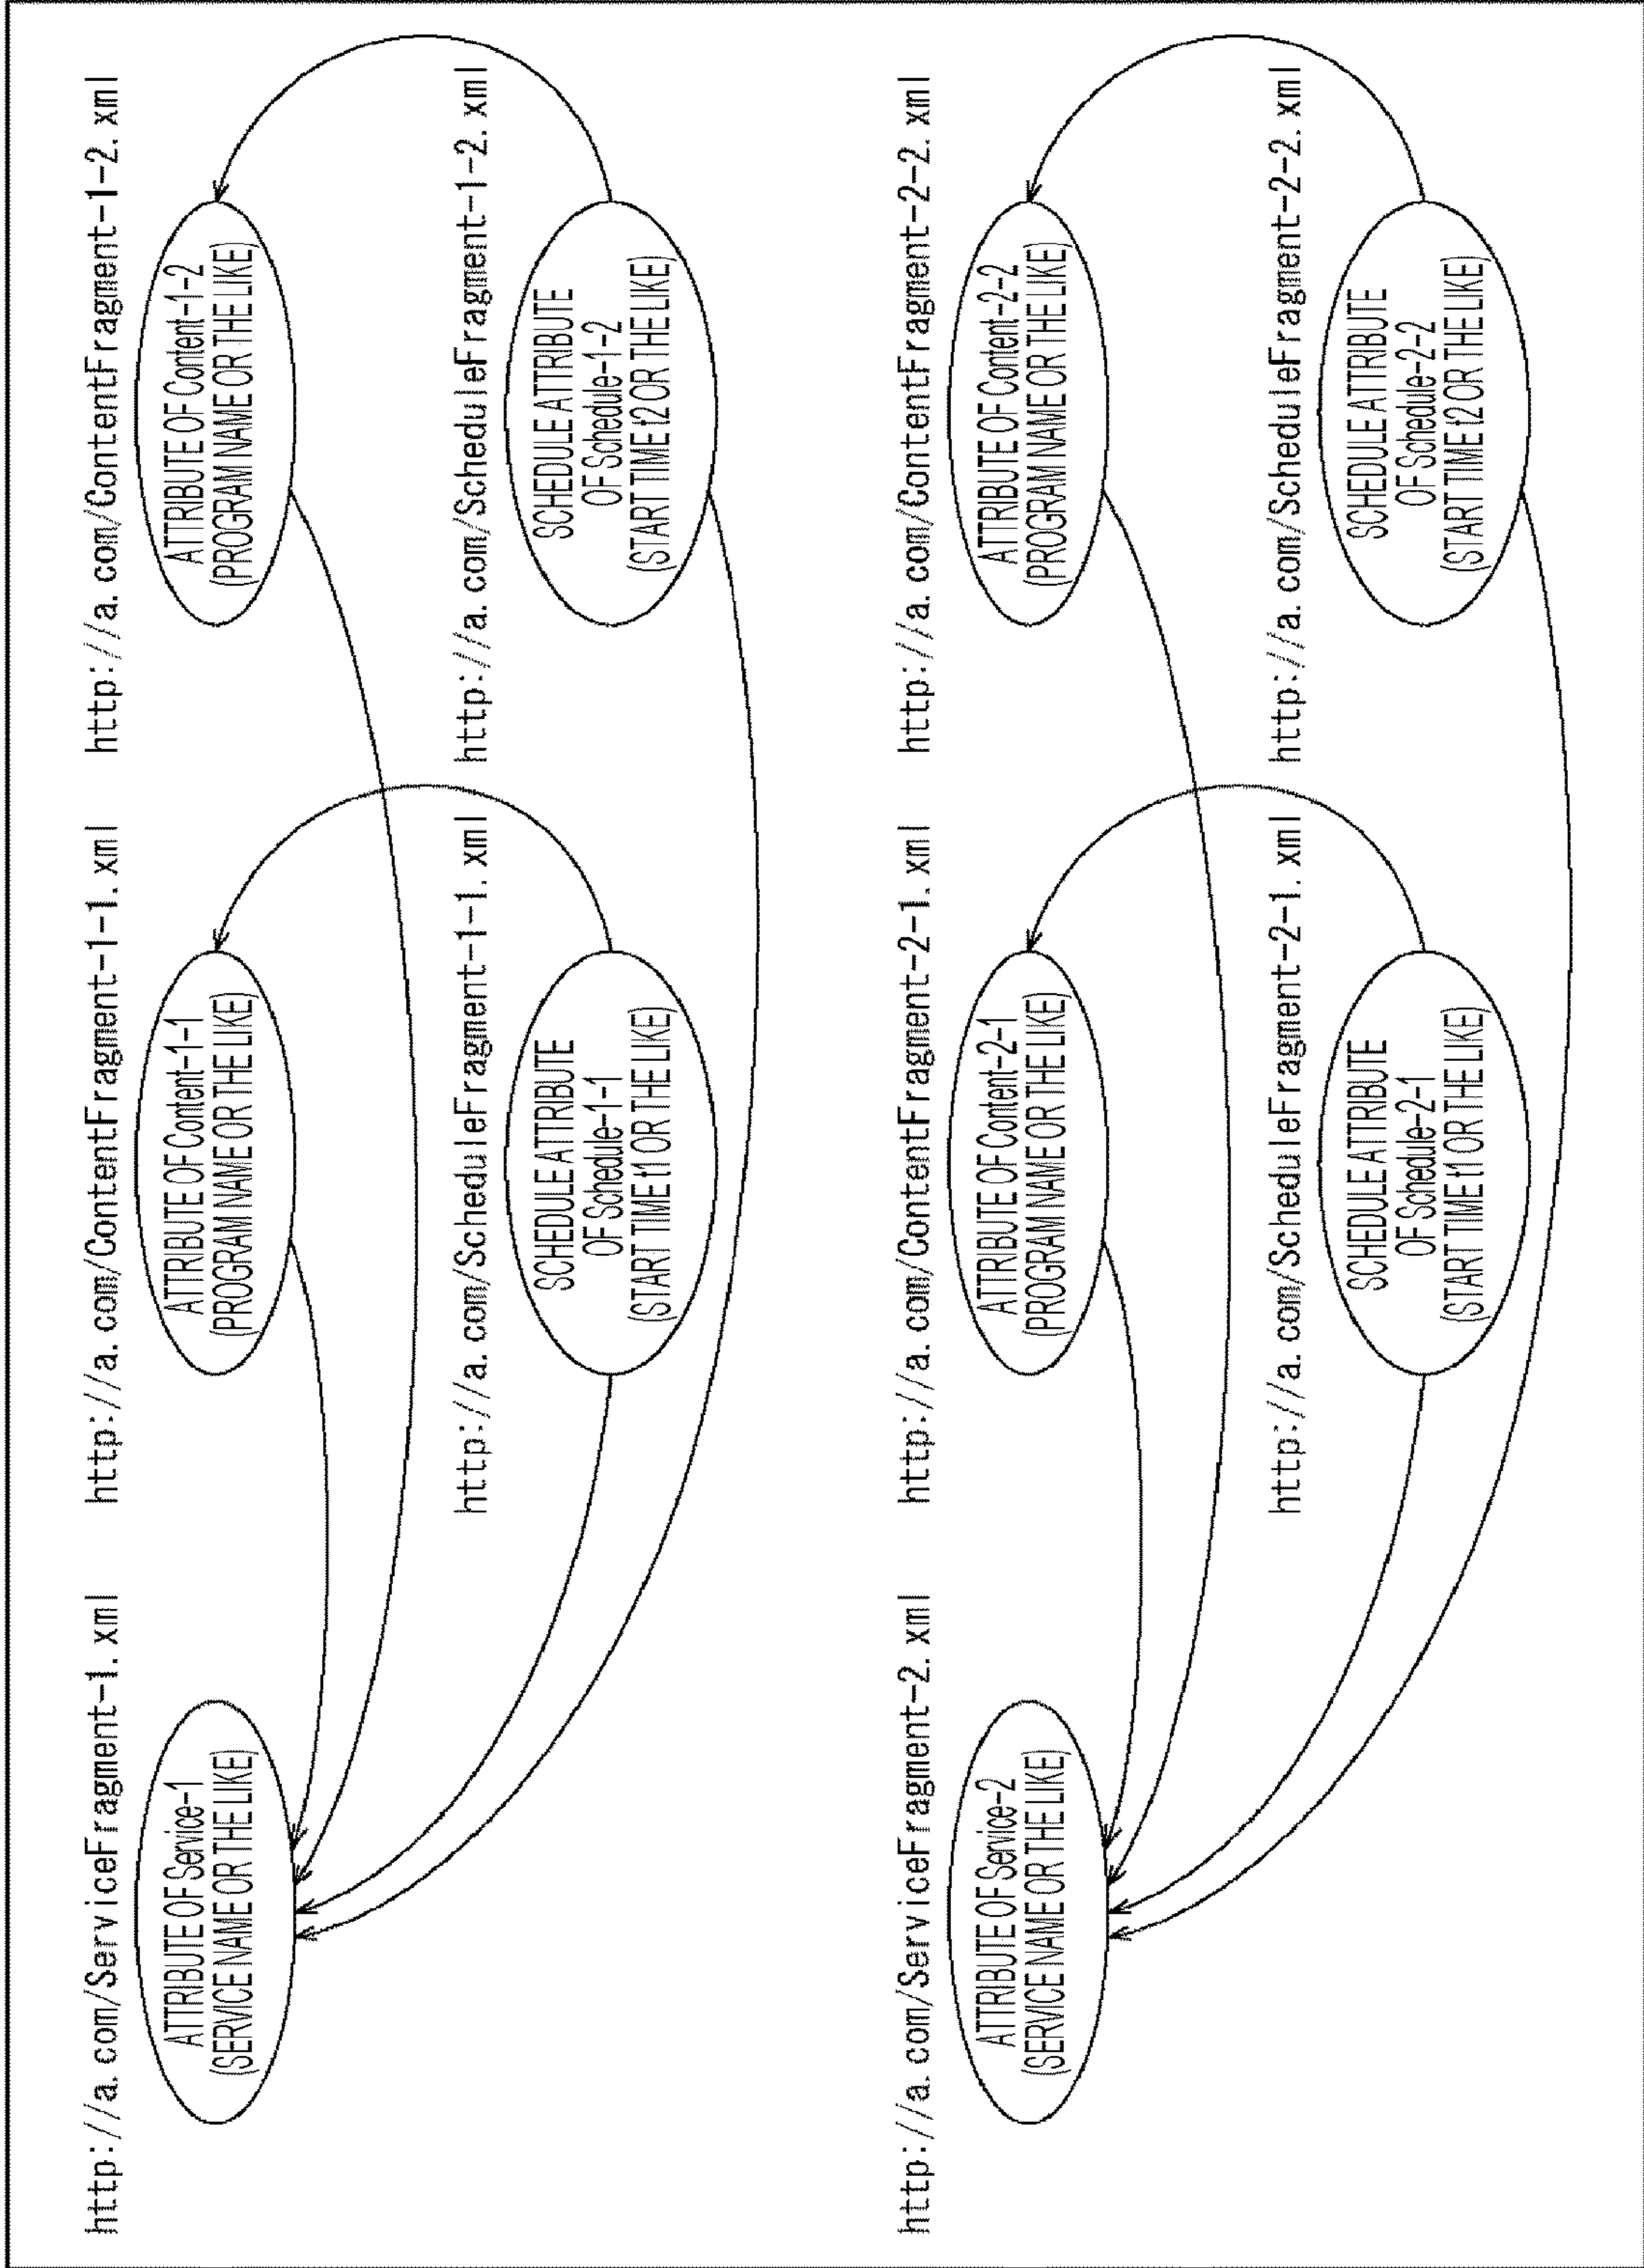 http://a.com/ServiceFragment-1.xml
ATTRIBUTE OF Service-1
(SERVICE NAME OR THE LIKE)
http://a.com/ContentFragment-1-1.xml
ATTRIBUTE OF Content-1-1
(PROGRAM NAME OR THE LIKE)
http://a.com/ContentFragment-1-2.xml
ATTRIBUTE OF Content-1-2
(PROGRAM NAME OR THE LIKE)
http://a.com/ScheduleFragment-1-1.xml
SCHEDULE ATTRIBUTE
OF Schedule-1-1
(START TIME t1 OR THE LIKE)
http://a.com/ScheduleFragment-1-2.xml
SCHEDULE ATTRIBUTE
OF Schedule-1-2
(START TIME t2 OR THE LIKE)
http://a.com/ServiceFragment-2.xml
ATTRIBUTE OF Service-2
(SERVICE NAME OR THE LIKE)
http://a.com/ContentFragment-2-1.xml
ATTRIBUTE OF Content-2-1
(PROGRAM NAME OR THE LIKE)
http://a.com/ContentFragment-2-2.xml
ATTRIBUTE OF Content-2-2
(PROGRAM NAME OR THE LIKE)
http://a.com/ScheduleFragment-2-1.xml
SCHEDULE ATTRIBUTE
OF Schedule-2-1
(START TIME t1 OR THE LIKE)
http://a.com/ScheduleFragment-2-2.xml
SCHEDULE ATTRIBUTE
OF Schedule-2-2
(START TIME t2 OR THE LIKE)